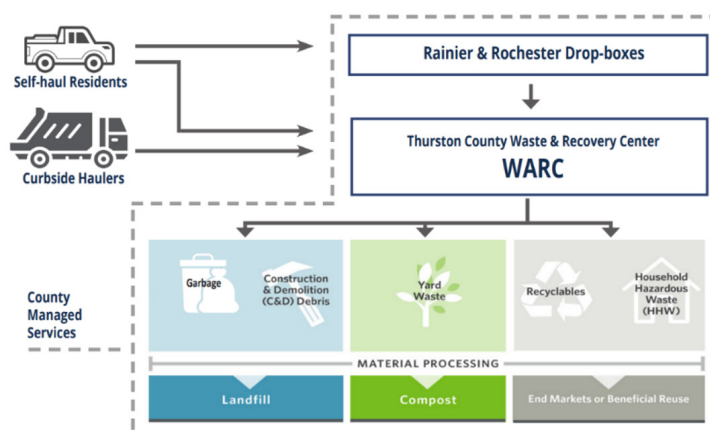 Rainier & Rochester Drop-boxes
Self-haul Residents
Thurston County Waste & Recovery Center
WARC
Curbside Haulers
County
Managed
Services
Garbage
Construction
& Demolition
(C&D) Debris
Yard
Waste
Recyclables
Household
Hazardous
Waste
(HHW)
MATERIAL PROCESSING
Landfill
Compost
End Markets or Beneficial Reuse